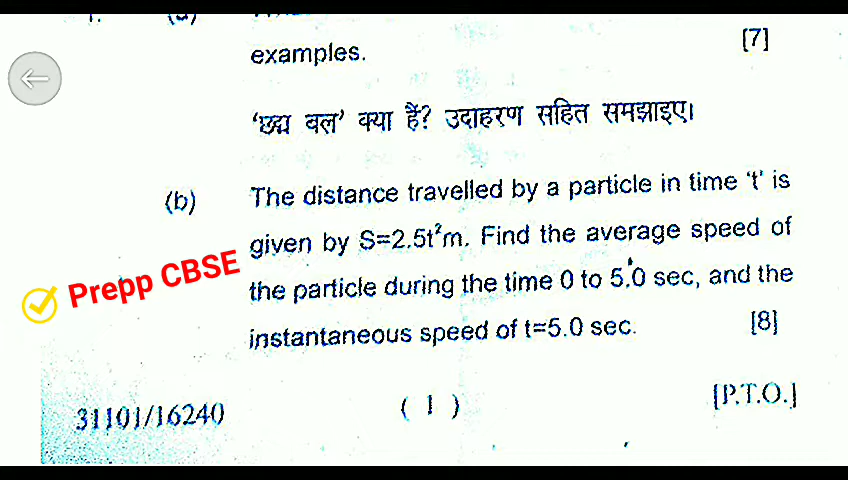 1. (a)
examples. [7]
‘छद्म बल’ क्या है? उदाहरण सहित समझाइए।
(b) The distance travelled by a particle in time ‘t’ is
given by S=2.5t²m. Find the average speed of
the particle during the time 0 to 5.0 sec, and the
instantaneous speed of t=5.0 sec. [8]
Prepp CBSE
31101/16240 ( 1 ) [P.T.O.]